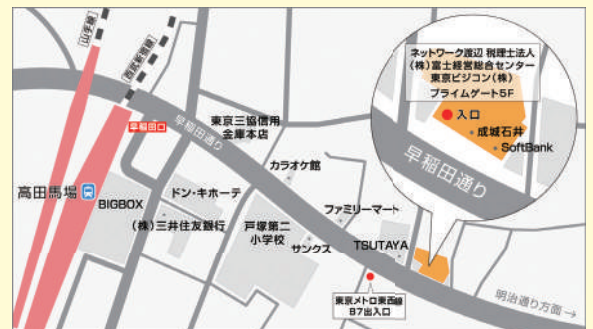 山手線
西武新宿線
早稲田口
早稲田通り
東京三協信用
金庫本店
カラオケ館
高田馬場
BIGBOX
ドン・キホーテ
(株)三井住友銀行
戸塚第二
小学校
サンクス
ファミリーマート
TSUTAYA
東京メトロ東西線
B7出入口
明治通り方面→
ネットワーク渡辺 税理士法人
(株)富士経営総合センター
東京ビジコン(株)
プライムゲート5F
入口
成城石井
SoftBank
早稲田通り